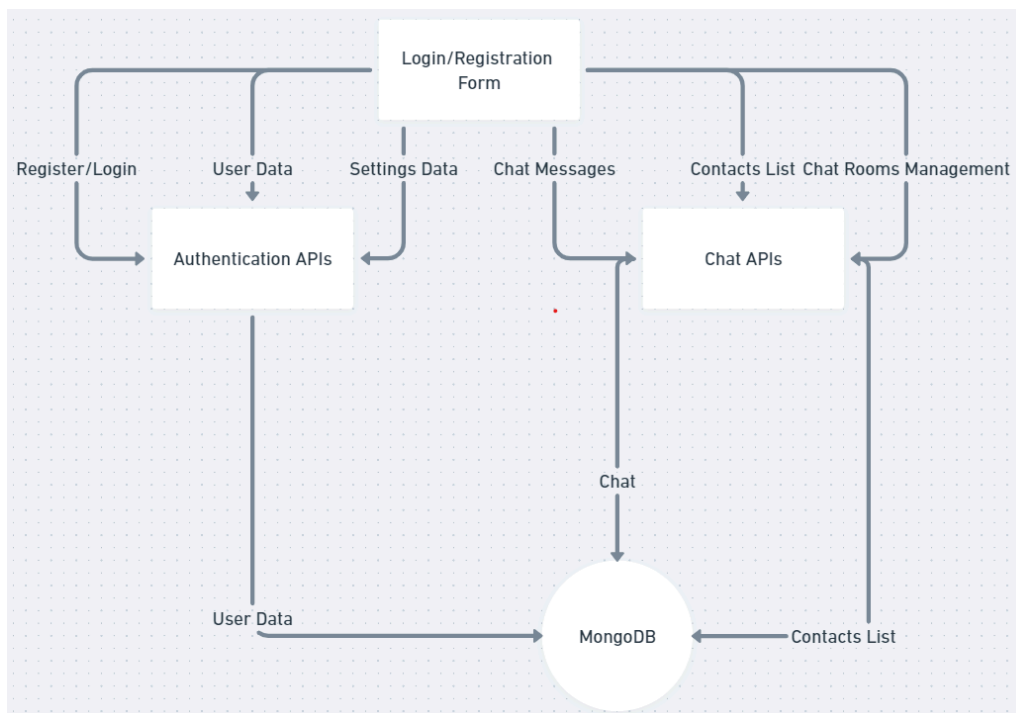 Login/Registration
Form
Register/Login
User Data
Settings Data
Chat Messages
Contacts List
Chat Rooms Management
Authentication APIs
Chat APIs
Chat
User Data
MongoDB
Contacts List